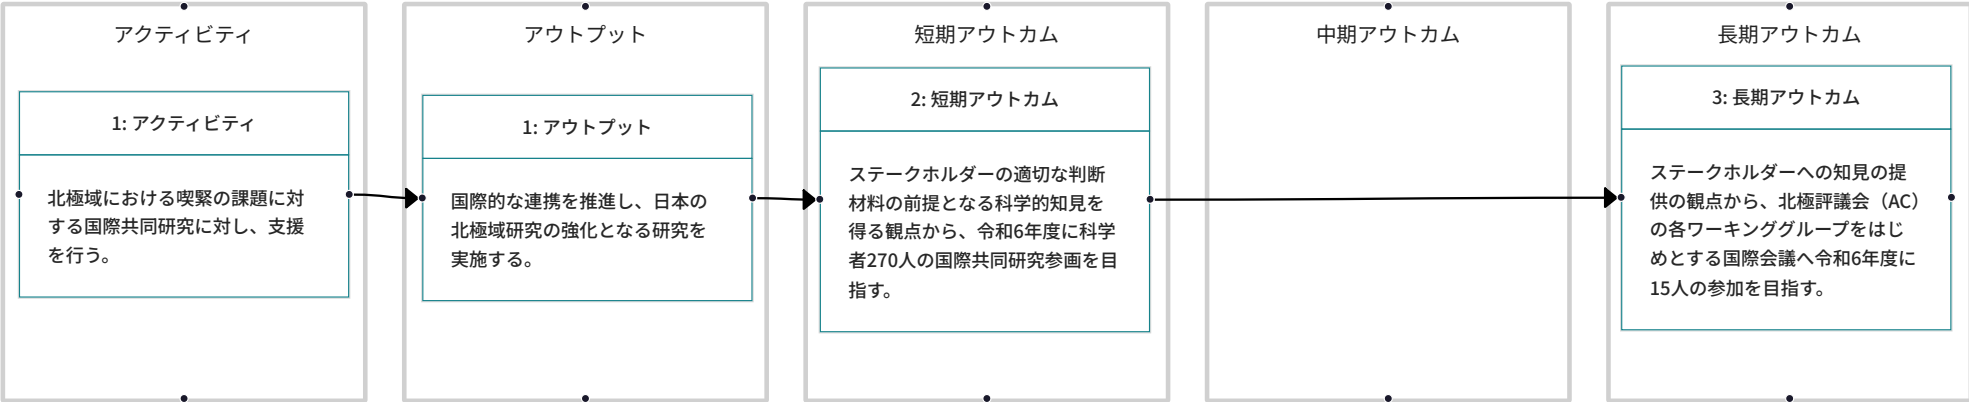 アクティビティ
1: アクティビティ
北極域における喫緊の課題に対
する国際共同研究に対し、支援
を行う。
アウトプット
1: アウトプット
国際的な連携を推進し、日本の
北極域研究の強化となる研究を
実施する。
短期アウトカム
2: 短期アウトカム
ステークホルダーの適切な判断
材料の前提となる科学的知見を
得る観点から、令和6年度に科学
者270人の国際共同研究参画を目
指す。
中期アウトカム
長期アウトカム
3: 長期アウトカム
ステークホルダーへの知見の提
供の観点から、北極評議会（AC）
の各ワーキンググループをはじ
めとする国際会議へ令和6年度に
15人の参加を目指す。